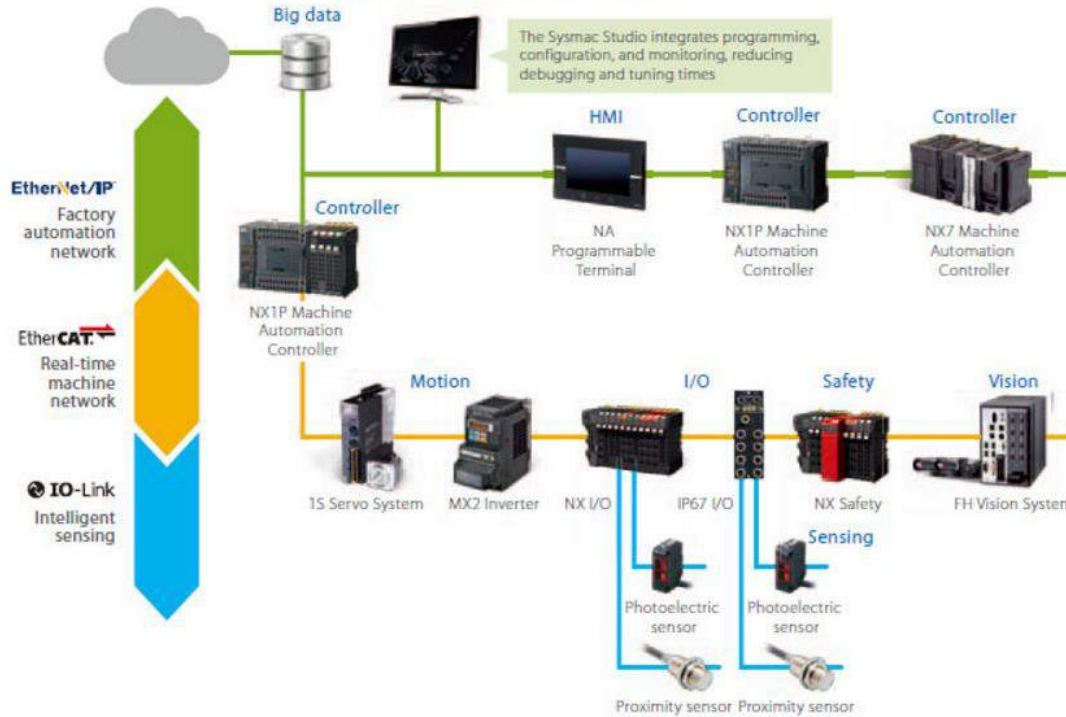 Big data
The Sysmac Studio integrates programming,
configuration, and monitoring, reducing
debugging and tuning times
HMI
Controller
Controller
EtherNet/IP
Factory
automation
network
Controller
NA
Programmable
Terminal
NX1P Machine
Automation
Controller
NX7 Machine
Automation
Controller
NX1P Machine
Automation
Controller
EtherCAT
Real-time
machine
network
Motion
I/O
Safety
Vision
IO-Link
Intelligent
sensing
1S Servo System
MX2 Inverter
NX I/O
IP67 I/O
NX Safety
FH Vision System
Sensing
Photoelectric
sensor
Photoelectric
sensor
Proximity sensor
Proximity sensor